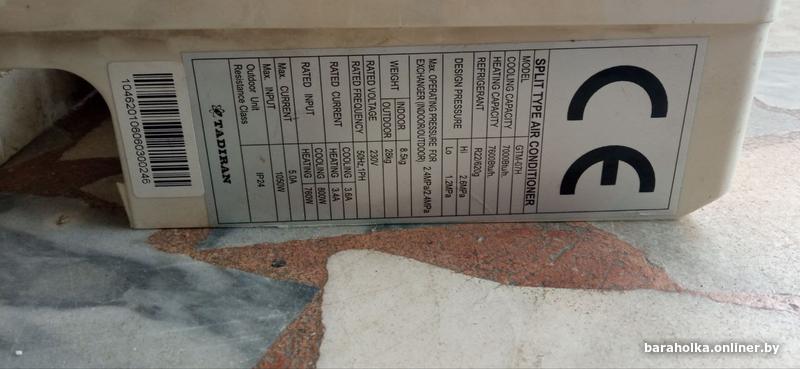 CE
SPLIT TYPE AIR CONDITIONER
MODEL GTM-07H
COOLING CAPACITY 7000Btu/h
HEATING CAPACITY 7600Btu/h
REFRIGERANT R22/620g
DESIGN PRESSURE Hi 2.6MPa
Lo 1.2MPa
Max. OPERATING PRESSURE FOR
EXCHANGER (INDOOR/OUTDOOR) 2.4MPa/2.4MPa
WEIGHT INDOOR 8.5kg
OUTDOOR 28kg
RATED VOLTAGE 230V
RATED FREQUENCY 50Hz/1PH
RATED CURRENT COOLING 3.6A
HEATING 3.4A
RATED INPUT COOLING 800W
HEATING 760W
Max. CURRENT 5.0A
Max. INPUT 1050W
Outdoor Unit
Resistance Class IP24
TADIRAN
1046201060600300246
baraholka.onliner.by